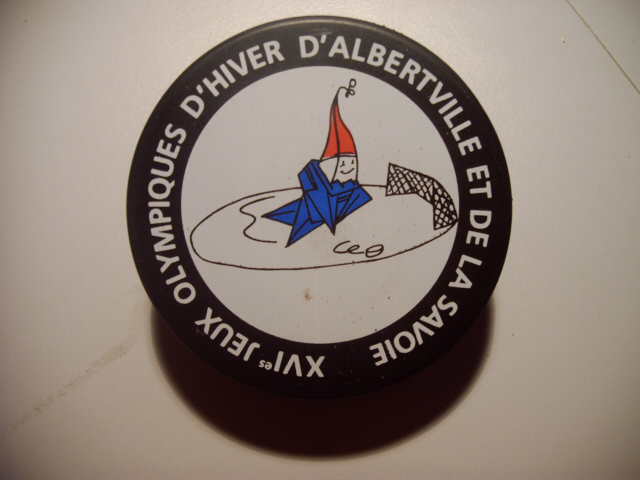 XVIes JEUX OLYMPIQUES D'HIVER D'ALBERTVILLE ET DE LA SAVOIE